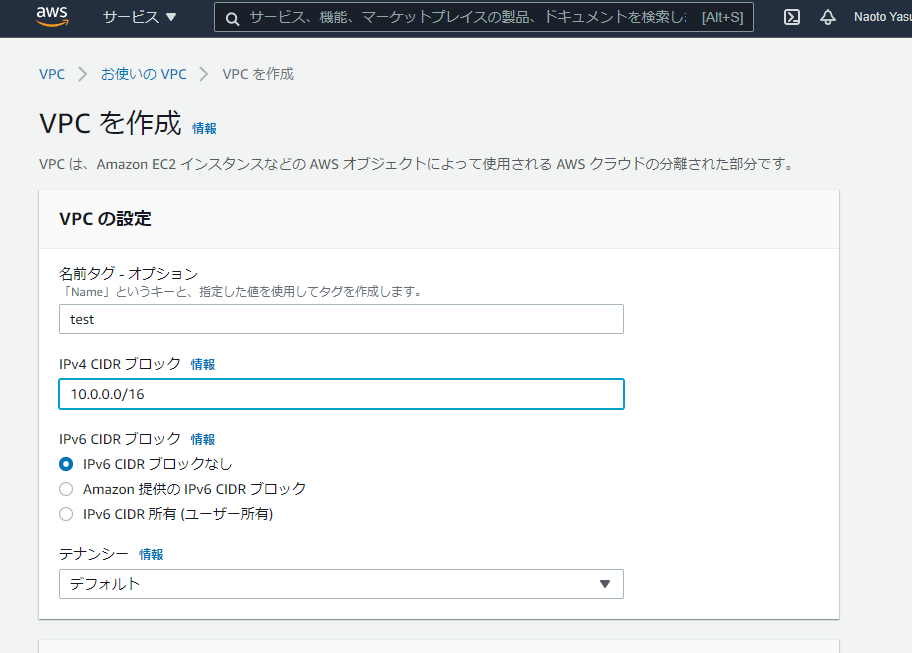 aws サービス ▼ サービス、機能、マーケットプレイスの製品、ドキュメントを検索し [Alt+S] Naoto Yasu
VPC > お使いの VPC > VPC を作成
VPC を作成 情報
VPC は、Amazon EC2 インスタンスなどの AWS オブジェクトによって使用される AWS クラウドの分離された部分です。
VPC の設定
名前タグ - オプション
「Name」というキーと、指定した値を使用してタグを作成します。
test
IPv4 CIDR ブロック 情報
10.0.0.0/16
IPv6 CIDR ブロック 情報
IPv6 CIDR ブロックなし
Amazon 提供の IPv6 CIDR ブロック
IPv6 CIDR 所有 (ユーザー所有)
テナンシー 情報
デフォルト